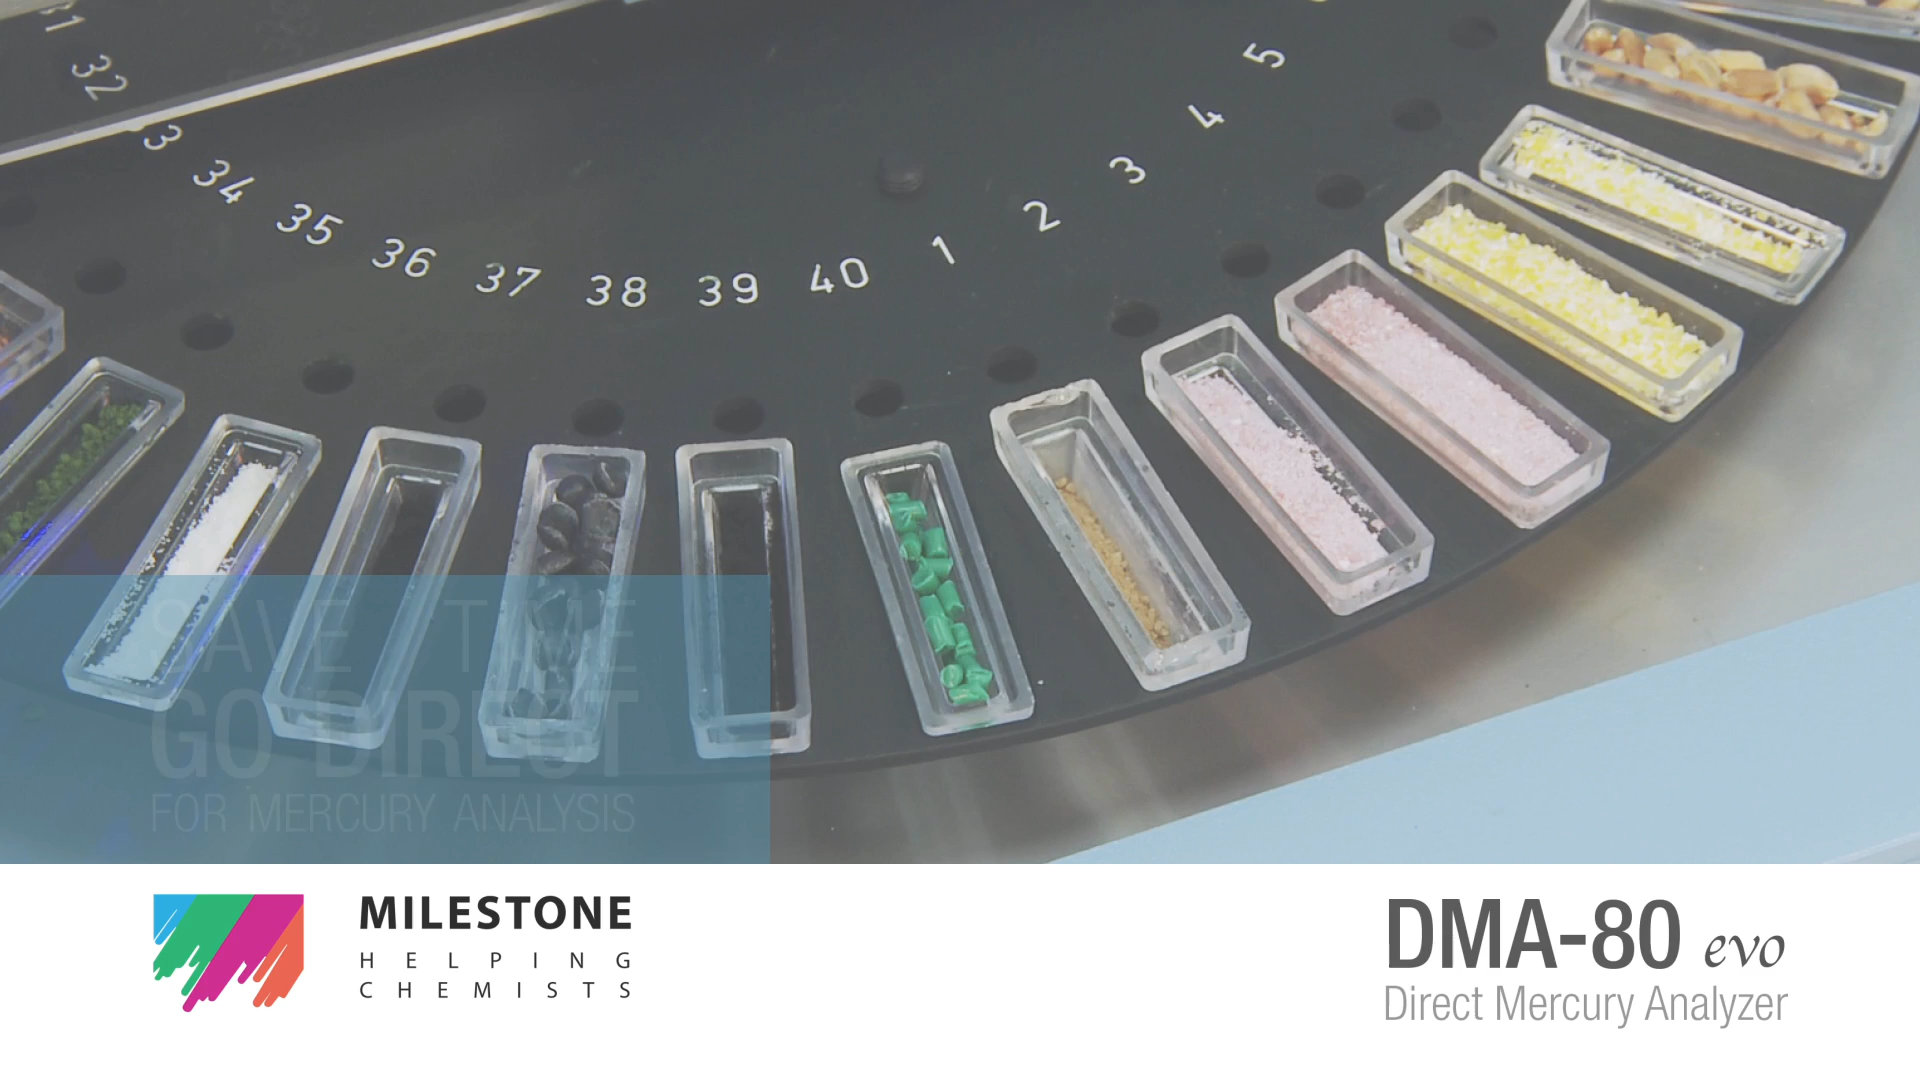 32
34
35
36
37
38
39
40
1
2
3
4
5
SAVE TIME
GO DIRECT
FOR MERCURY ANALYSIS
MILESTONE
HELPING
CHEMISTS
DMA-80 evo
Direct Mercury Analyzer